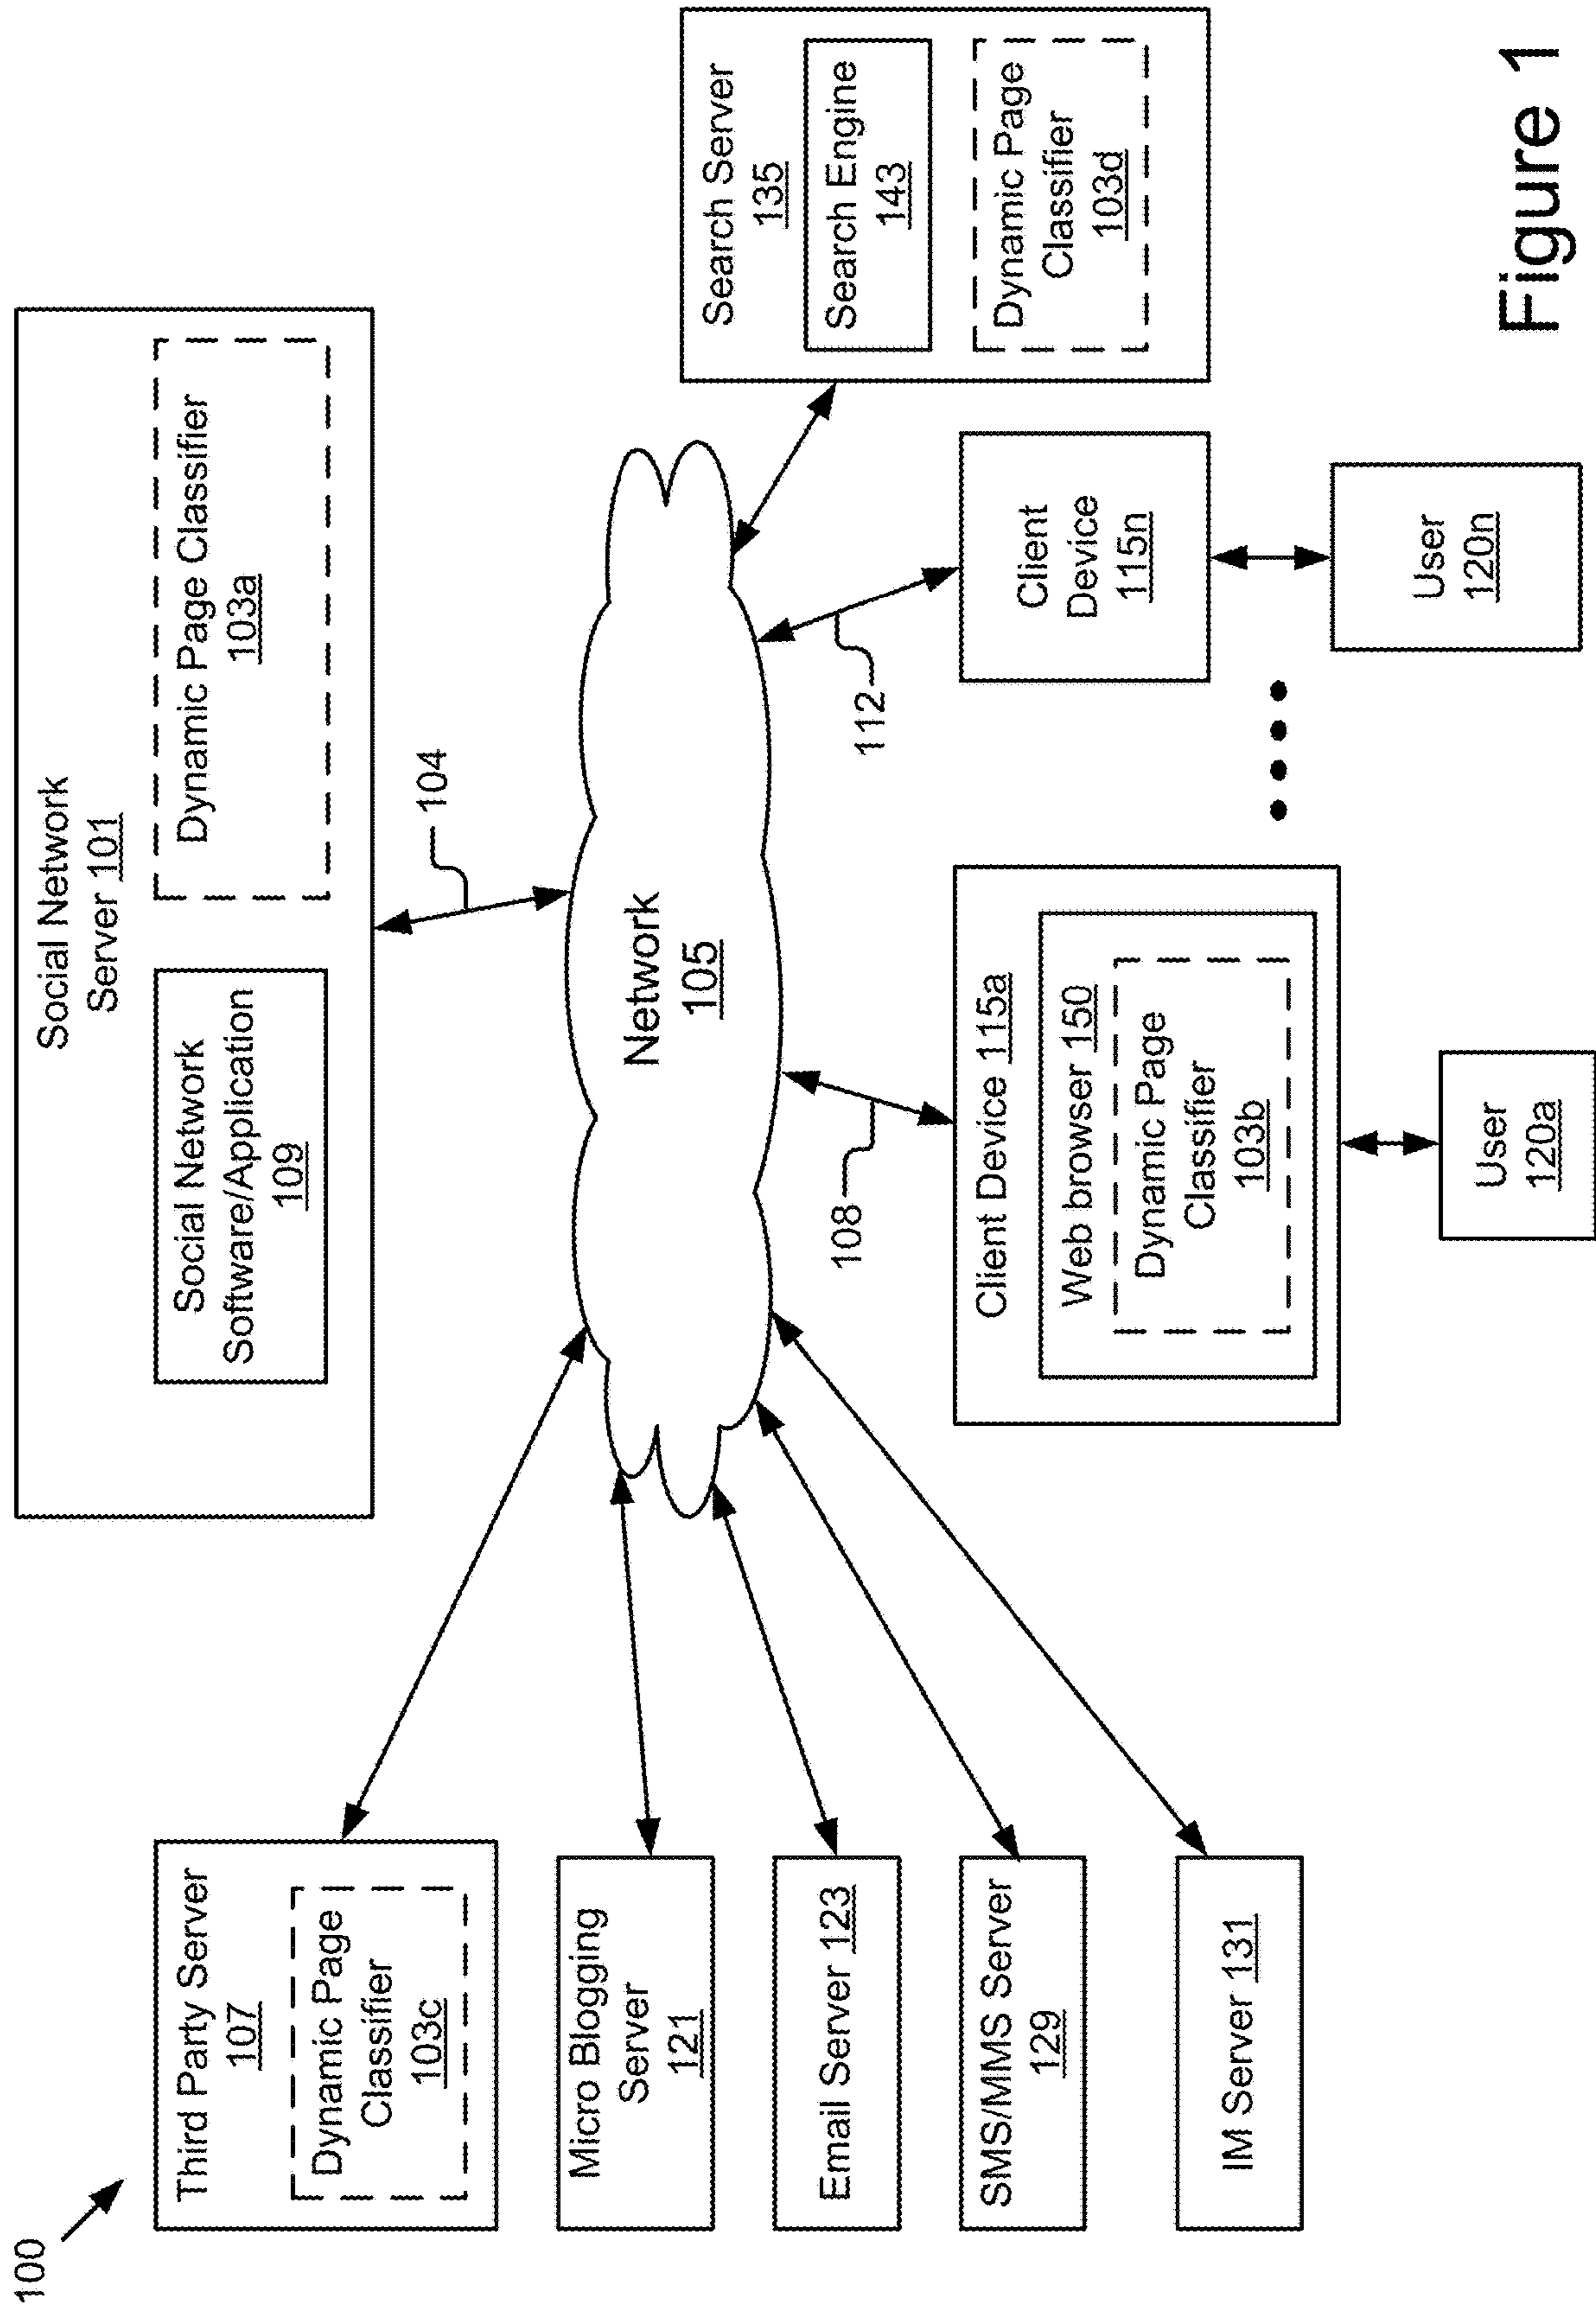 100
Social Network
Server 101
Social Network
Software/Application
109
Dynamic Page Classifier
103a
104
Third Party Server
107
Dynamic Page
Classifier
103c
Micro Blogging
Server
121
Email Server 123
SMS/MMS Server
129
IM Server 131
Network
105
108
112
Search Server
135
Search Engine
143
Dynamic Page
Classifier
103d
Client Device 115a
Web browser 150
Dynamic Page
Classifier
103b
Client
Device
115n
User
120a
User
120n
Figure 1